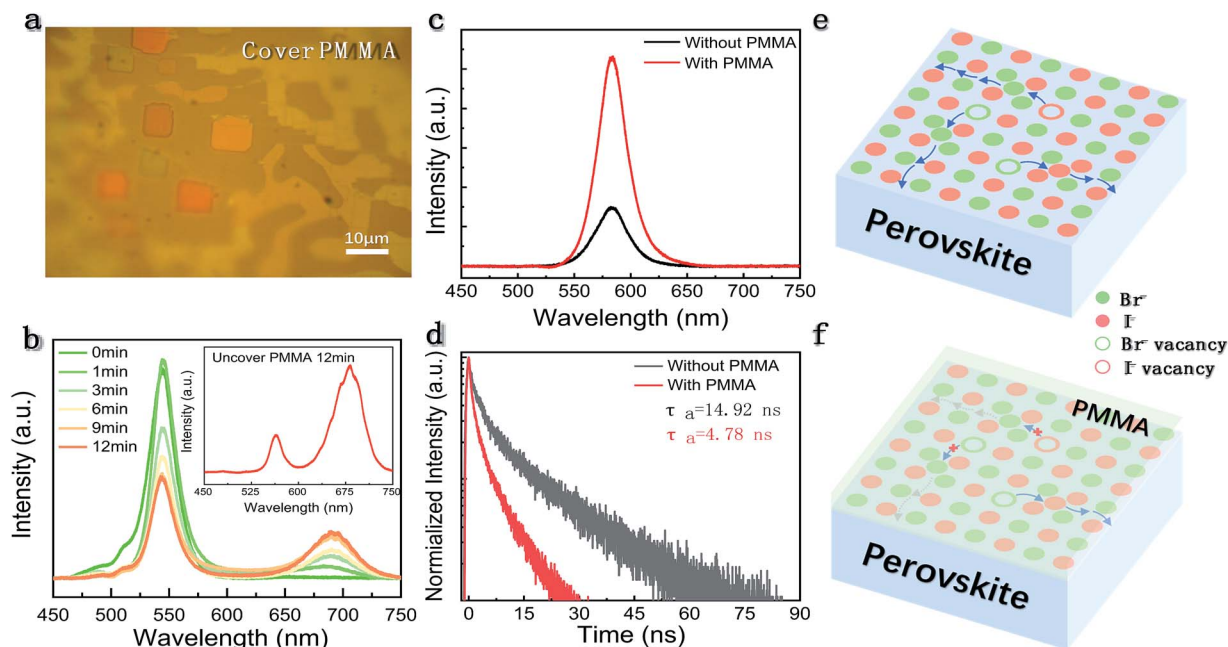 a
Cover PMMA
10μm
b
0min
1min
3min
6min
9min
12min
Uncover PMMA 12min
Intensity (a.u.)
450 525 600 675 750
Wavelength (nm)
Intensity (a.u.)
450 500 550 600 650 700 750
Wavelength (nm)
c
Without PMMA
With PMMA
Intensity (a.u.)
450 500 550 600 650 700 750
Wavelength (nm)
d
Without PMMA
With PMMA
τ a=14.92 ns
τ a=4.78 ns
Normialized Intensity (a.u.)
0 15 30 45 60 75 90
Time (ns)
e
Perovskite
Br⁻
I⁻
Br⁻ vacancy
I⁻ vacancy
f
PMMA
Perovskite